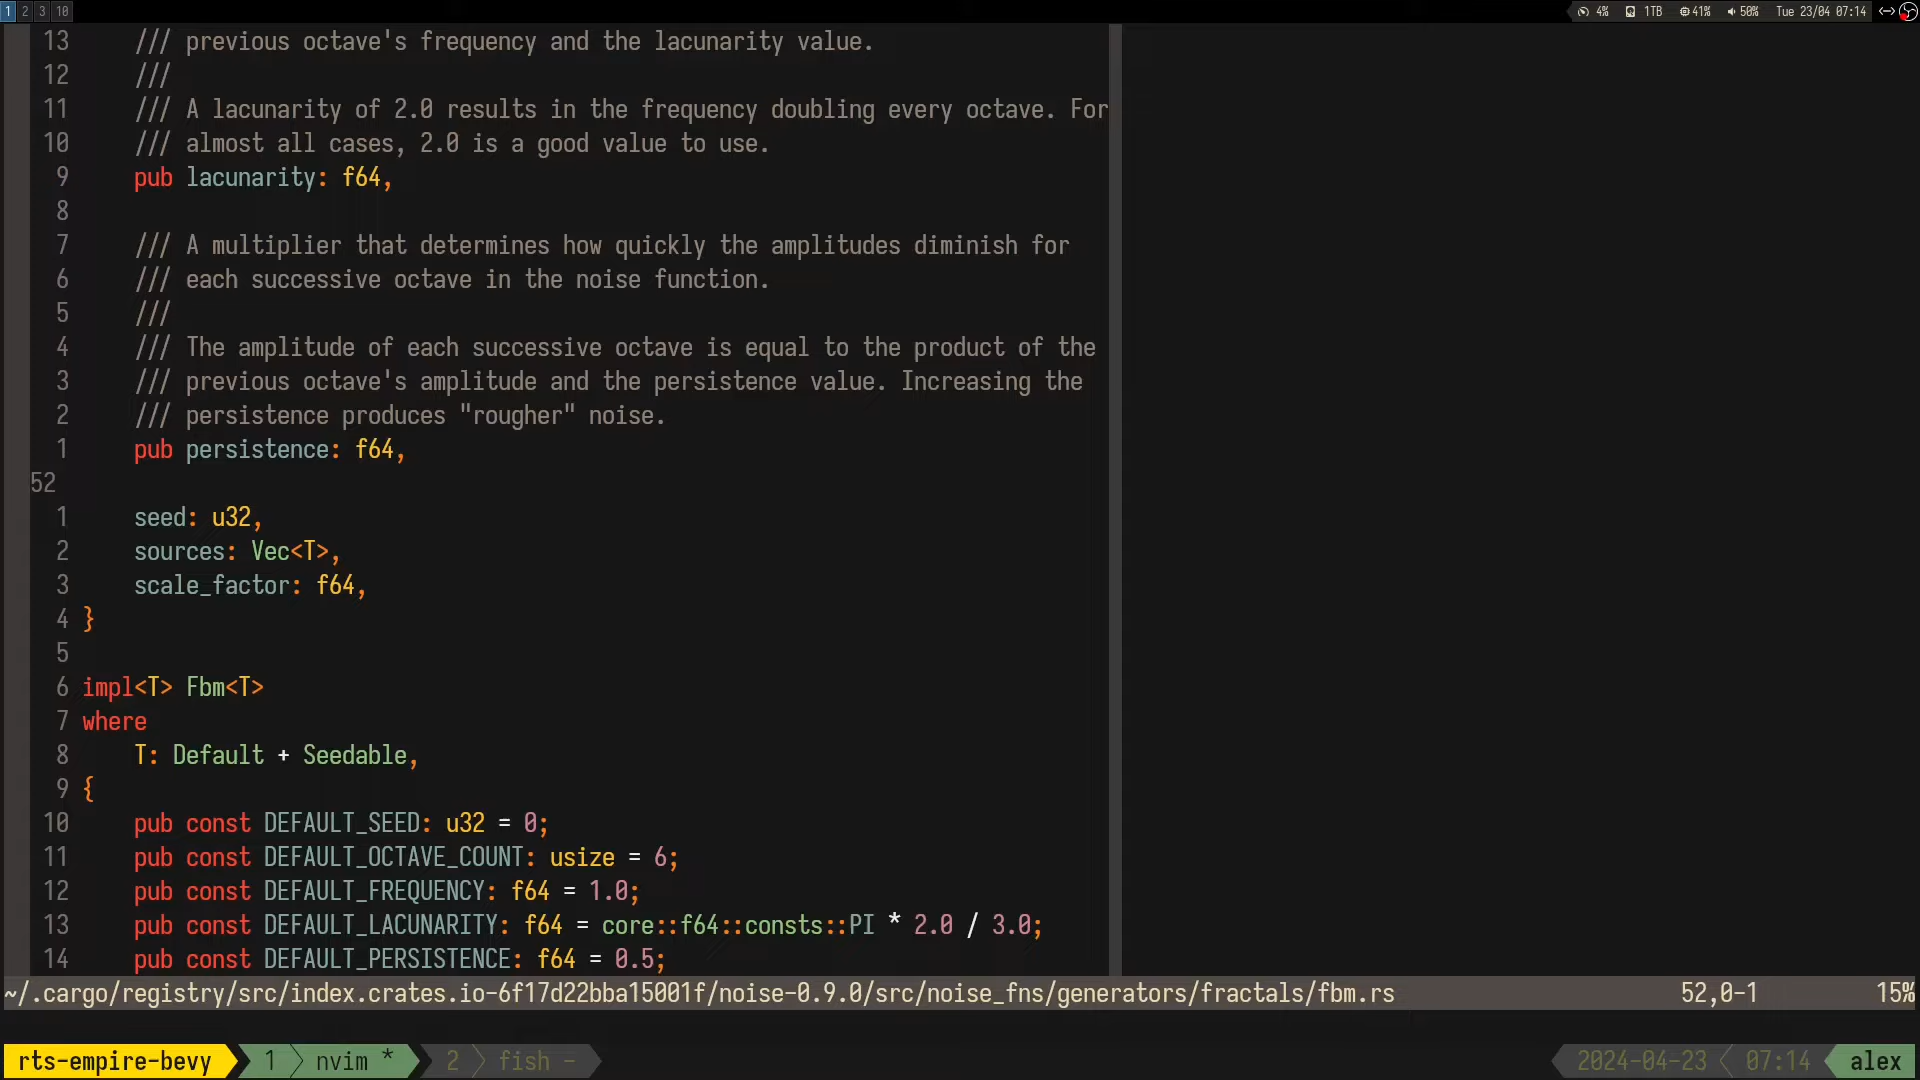 1 2 3 10 4% 1TB 41% 50% Tue 23/04 07:14
13 /// previous octave's frequency and the lacunarity value.
12 ///
11 /// A lacunarity of 2.0 results in the frequency doubling every octave. For
10 /// almost all cases, 2.0 is a good value to use.
9 pub lacunarity: f64,
8
7 /// A multiplier that determines how quickly the amplitudes diminish for
6 /// each successive octave in the noise function.
5 ///
4 /// The amplitude of each successive octave is equal to the product of the
3 /// previous octave's amplitude and the persistence value. Increasing the
2 /// persistence produces "rougher" noise.
1 pub persistence: f64,
52
1 seed: u32,
2 sources: Vec<T>,
3 scale_factor: f64,
4 }
5
6 impl<T> Fbm<T>
7 where
8 T: Default + Seedable,
9 {
10 pub const DEFAULT_SEED: u32 = 0;
11 pub const DEFAULT_OCTAVE_COUNT: usize = 6;
12 pub const DEFAULT_FREQUENCY: f64 = 1.0;
13 pub const DEFAULT_LACUNARITY: f64 = core::f64::consts::PI * 2.0 / 3.0;
14 pub const DEFAULT_PERSISTENCE: f64 = 0.5;
~/.cargo/registry/src/index.crates.io-6f17d22bba15001f/noise-0.9.0/src/noise_fns/generators/fractals/fbm.rs 52,0-1 15%
rts-empire-bevy 1 nvim * 2 fish - 2024-04-23 07:14 alex